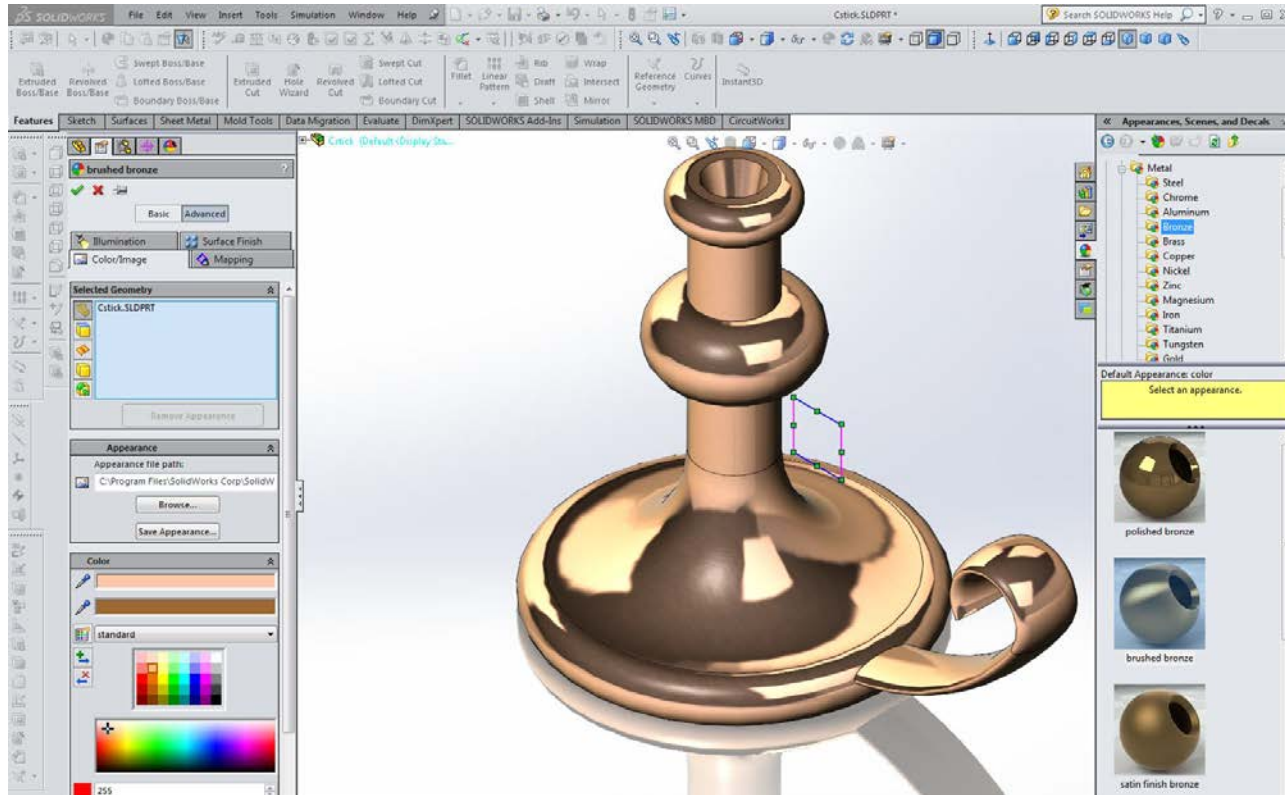 SOLIDWORKS File Edit View Insert Tools Simulation Window Help Cstick.SLDPRT * Search SOLIDWORKS Help
Extruded Boss/Base
Revolved Boss/Base
Swept Boss/Base
Lofted Boss/Base
Boundary Boss/Base
Extruded Cut
Hole Wizard
Revolved Cut
Swept Cut
Lofted Cut
Boundary Cut
Fillet
Linear Pattern
Rib
Draft
Shell
Wrap
Intersect
Mirror
Reference Geometry
Curves
Instant3D
Features Sketch Surfaces Sheet Metal Mold Tools Data Migration Evaluate DimXpert SOLIDWORKS Add-Ins Simulation SOLIDWORKS MBD CircuitWorks
Cstick (Default<Display Sta...
brushed bronze ?
Basic Advanced
Illumination Surface Finish
Color/Image Mapping
Selected Geometry
Cstick.SLDPRT
Remove Appearance
Appearance
Appearance file path:
C:\Program Files\SolidWorks Corp\SolidW
Browse...
Save Appearance...
Color
standard
255
Appearances, Scenes, and Decals
Metal
Steel
Chrome
Aluminum
Bronze
Brass
Copper
Nickel
Zinc
Magnesium
Iron
Titanium
Tungsten
Gold
Default Appearance: color
Select an appearance.
polished bronze
brushed bronze
satin finish bronze